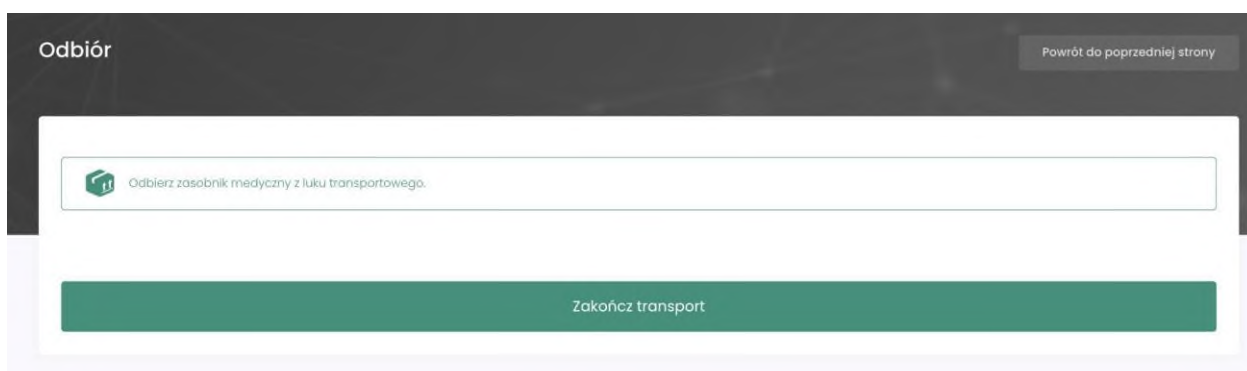 Odbiór
Powrót do poprzedniej strony
Odbierz zasobnik medyczny z luku transportowego.
Zakończ transport